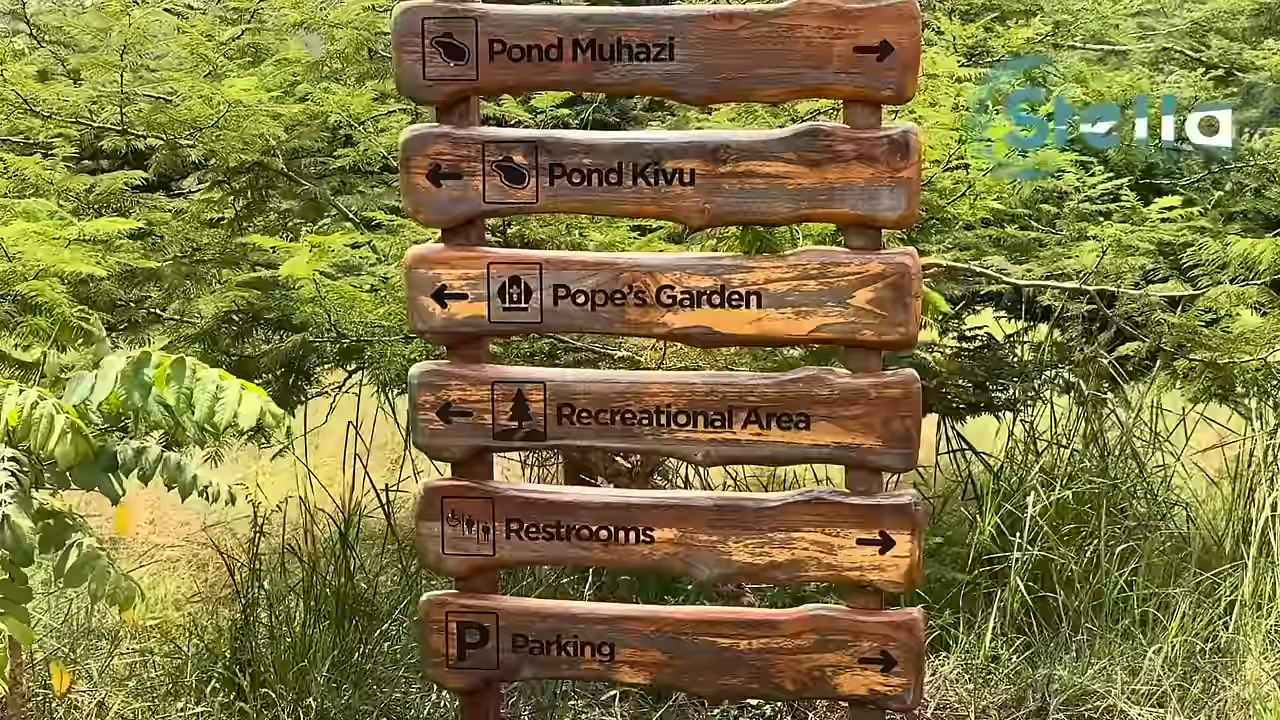 Pond Muhazi
Stella
Pond Kivu
Pope's Garden
Recreational Area
Restrooms
P Parking